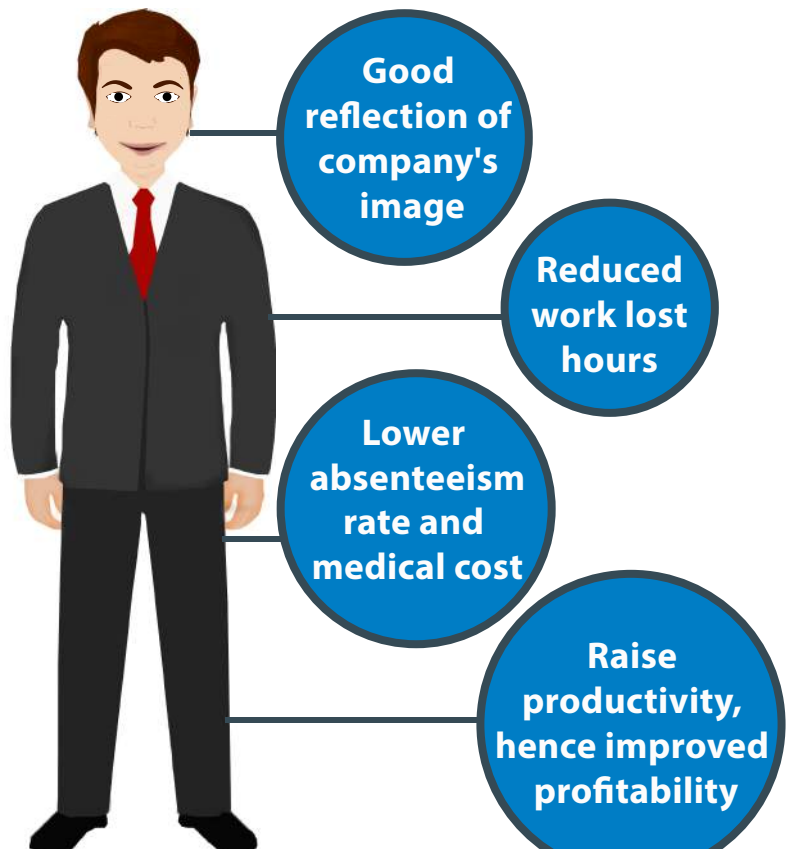 Good
reflection of
company's
image
Reduced
work lost
hours
Lower
absenteeism
rate and
medical cost
Raise
productivity,
hence improved
profitability